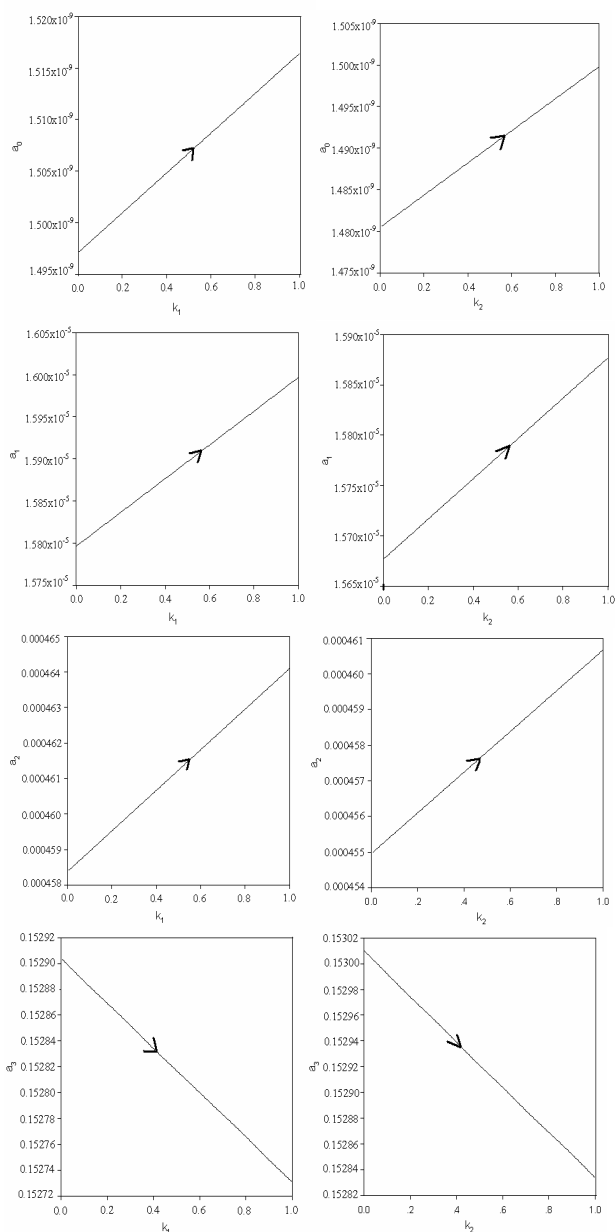 1.520x10⁻⁹
1.517x10⁻⁹
1.510x10⁻⁹
1.507x10⁻⁹
1.500x10⁻⁹
1.495x10⁻⁹
a₀
0.0 0.2 0.4 0.6 0.8 1.0
k₁
1.505x10⁻⁹
1.500x10⁻⁹
1.495x10⁻⁹
1.490x10⁻⁹
1.485x10⁻⁹
1.480x10⁻⁹
1.475x10⁻⁹
a₀
0.0 0.2 0.4 0.6 0.8 1.0
k₂
1.605x10⁻⁵
1.600x10⁻⁵
1.595x10⁻⁵
1.590x10⁻⁵
1.585x10⁻⁵
1.580x10⁻⁵
1.575x10⁻⁵
a₁
0.0 0.2 0.4 0.6 0.8 1.0
k₁
1.590x10⁻⁵
1.585x10⁻⁵
1.580x10⁻⁵
1.575x10⁻⁵
1.570x10⁻⁵
1.565x10⁻⁵
a₁
0.0 0.2 0.4 0.6 0.8 1.0
k₂
0.000465
0.000464
0.000463
0.000462
0.000461
0.000460
0.000459
0.000458
a₂
0.0 0.2 0.4 0.6 0.8 1.0
k₁
0.000461
0.000460
0.000459
0.000458
0.000457
0.000456
0.000455
0.000454
a₂
0.0 .2 .4 .6 .8 1.0
k₂
0.15292
0.15290
0.15288
0.15284
0.15280
0.15278
0.15276
0.15274
0.15272
a₃
0.0 0.2 0.4 0.6 0.8 1.0
k₁
0.15302
0.15300
0.15298
0.15296
0.15294
0.15292
0.15290
0.15286
0.15284
0.15282
a₃
0.0 .2 .4 .6 .8 1.0
k₂